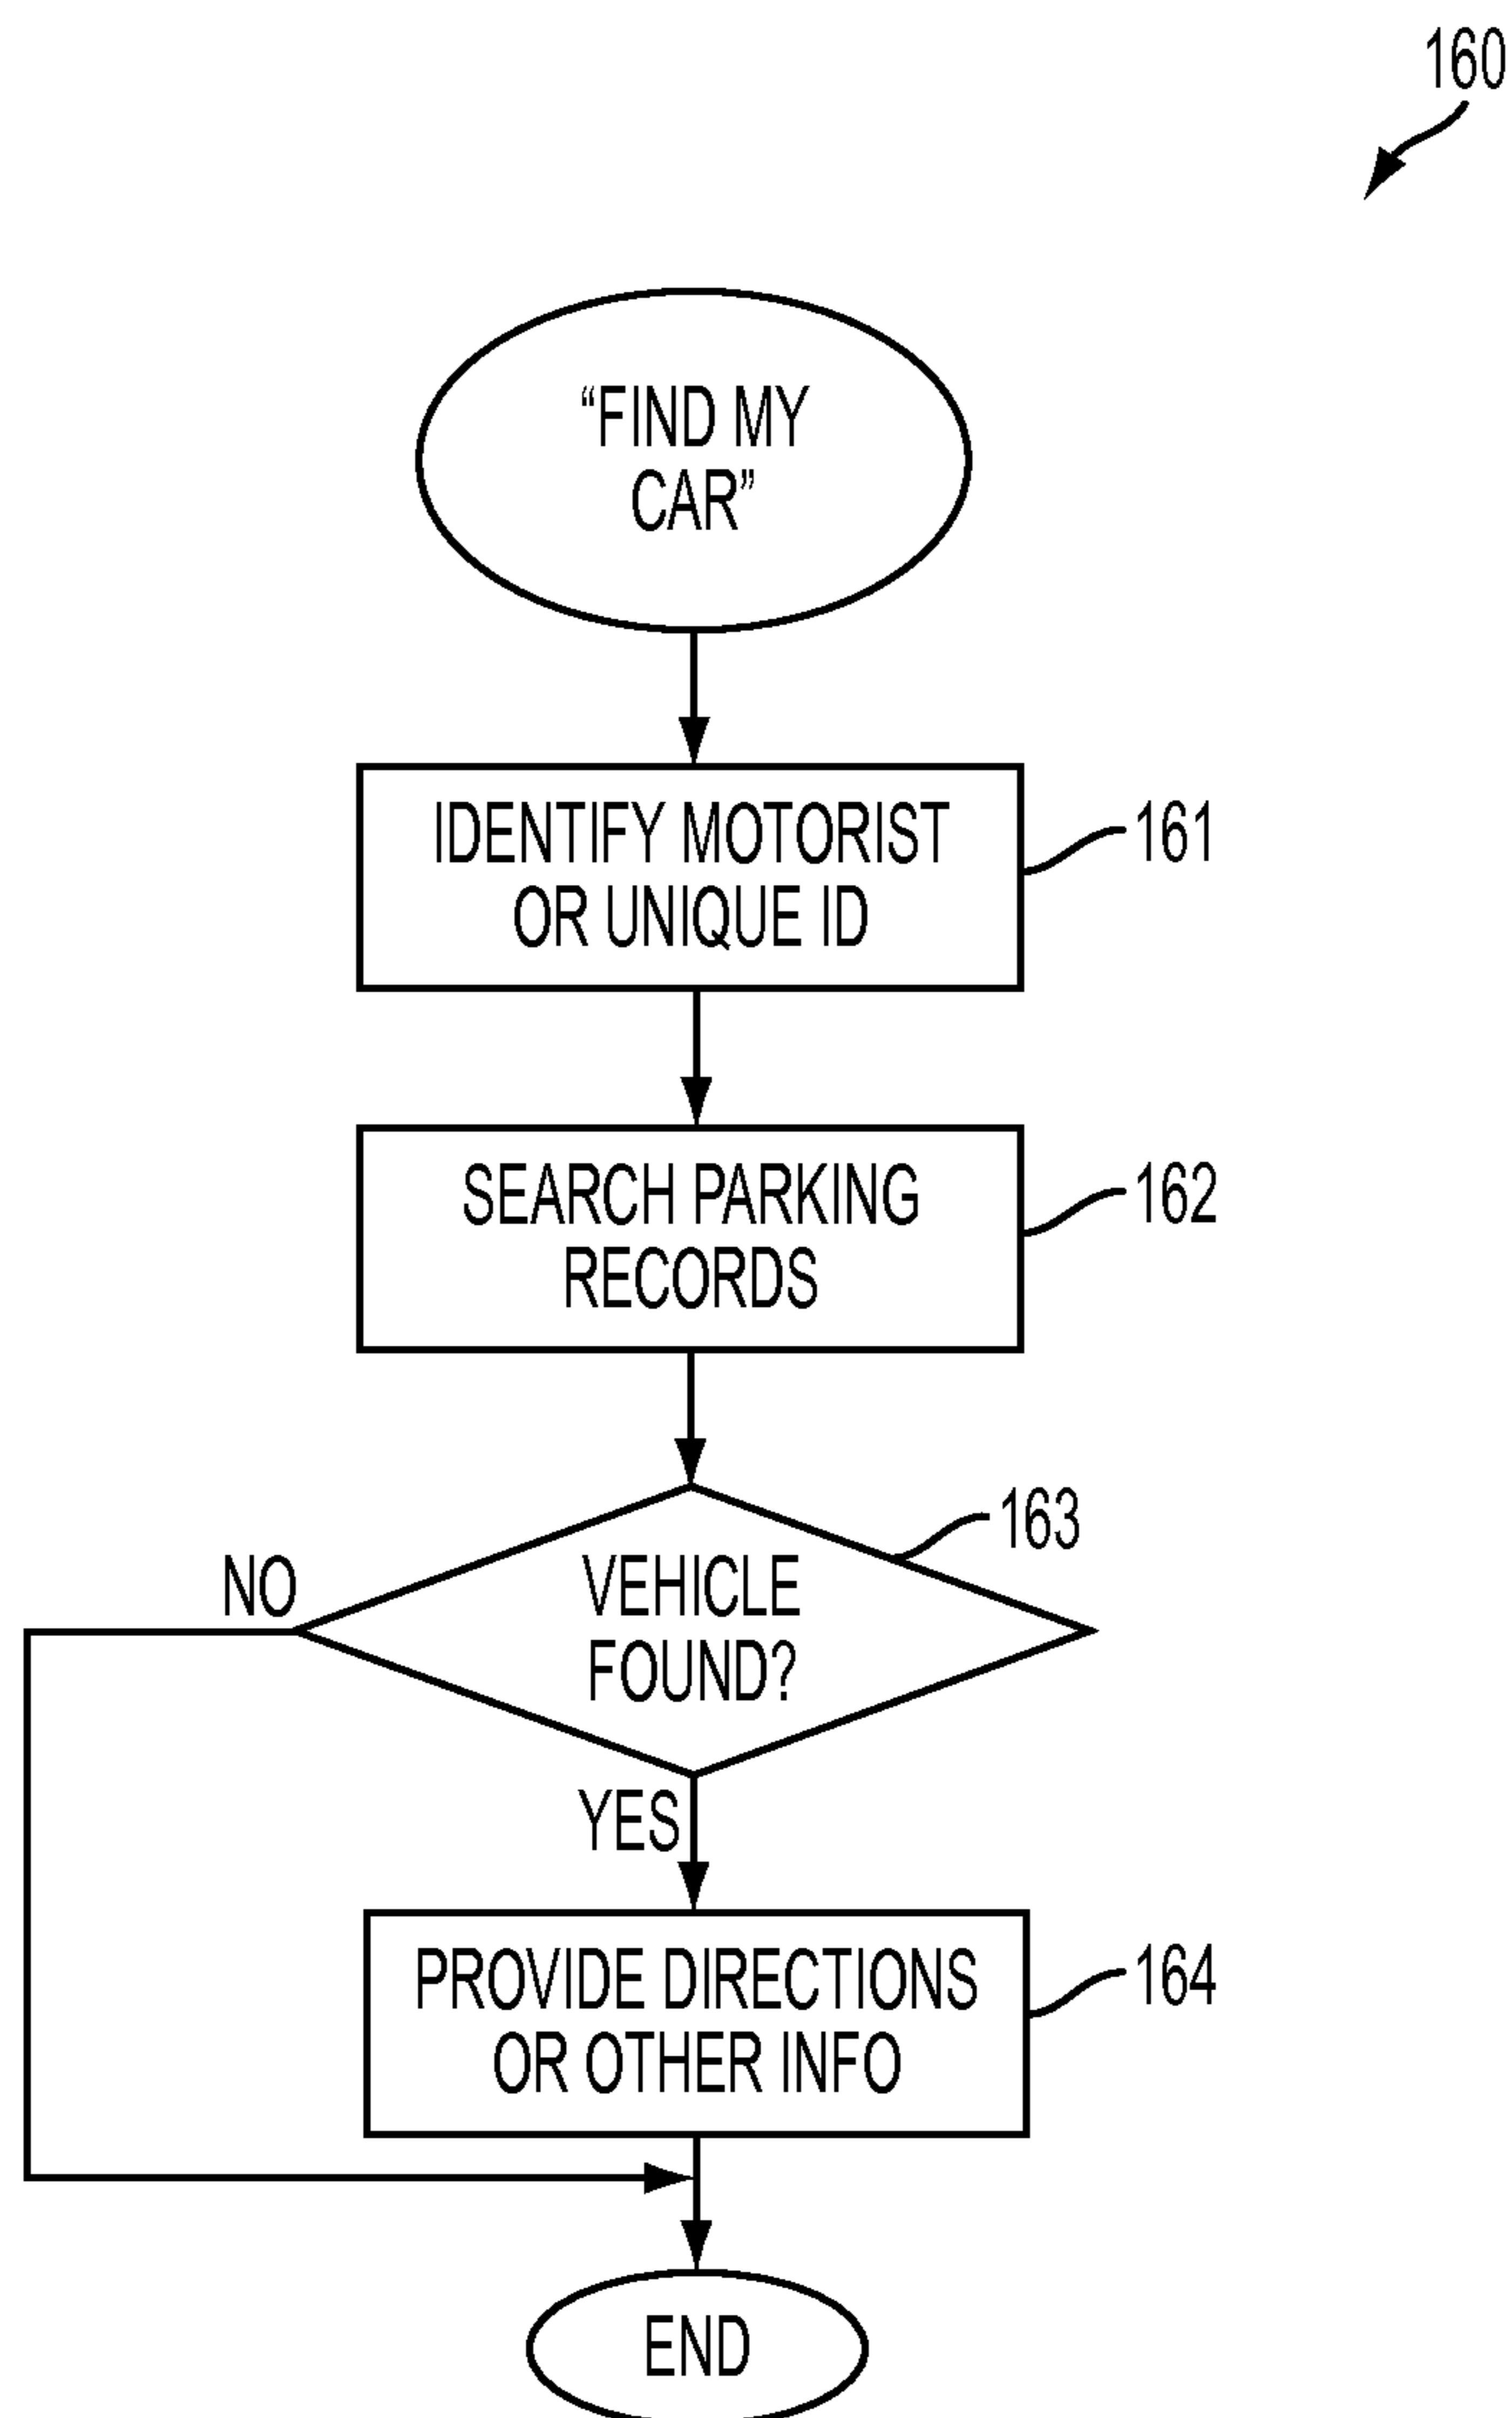 160
“FIND MY
CAR”
IDENTIFY MOTORIST
OR UNIQUE ID
161
SEARCH PARKING
RECORDS
162
163
NO
VEHICLE
FOUND?
YES
PROVIDE DIRECTIONS
OR OTHER INFO
164
END